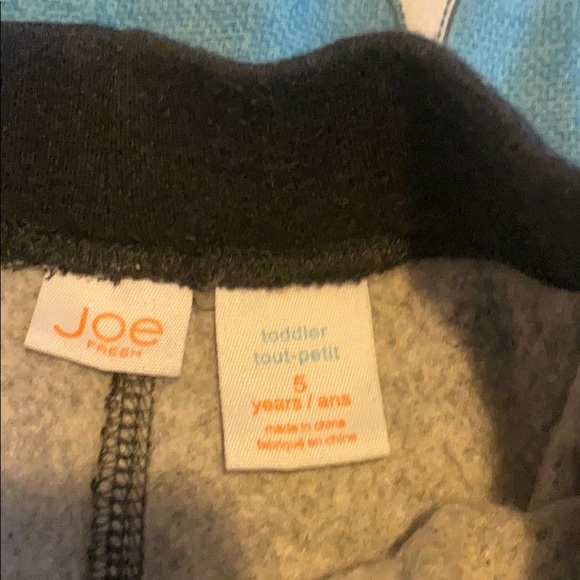 Joe
FRESH
toddler
tout-petit
5
years / ans
made in china
fabriqué en chine